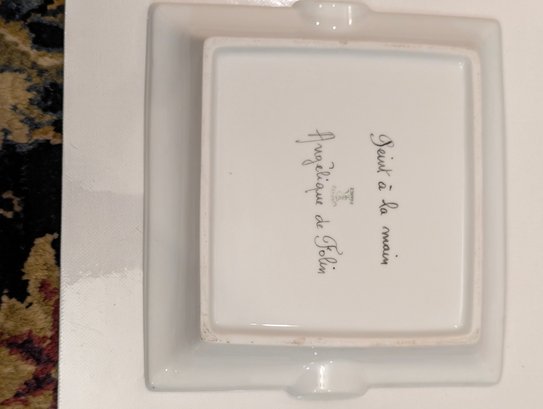 Peint à la main
Angélique de Folin